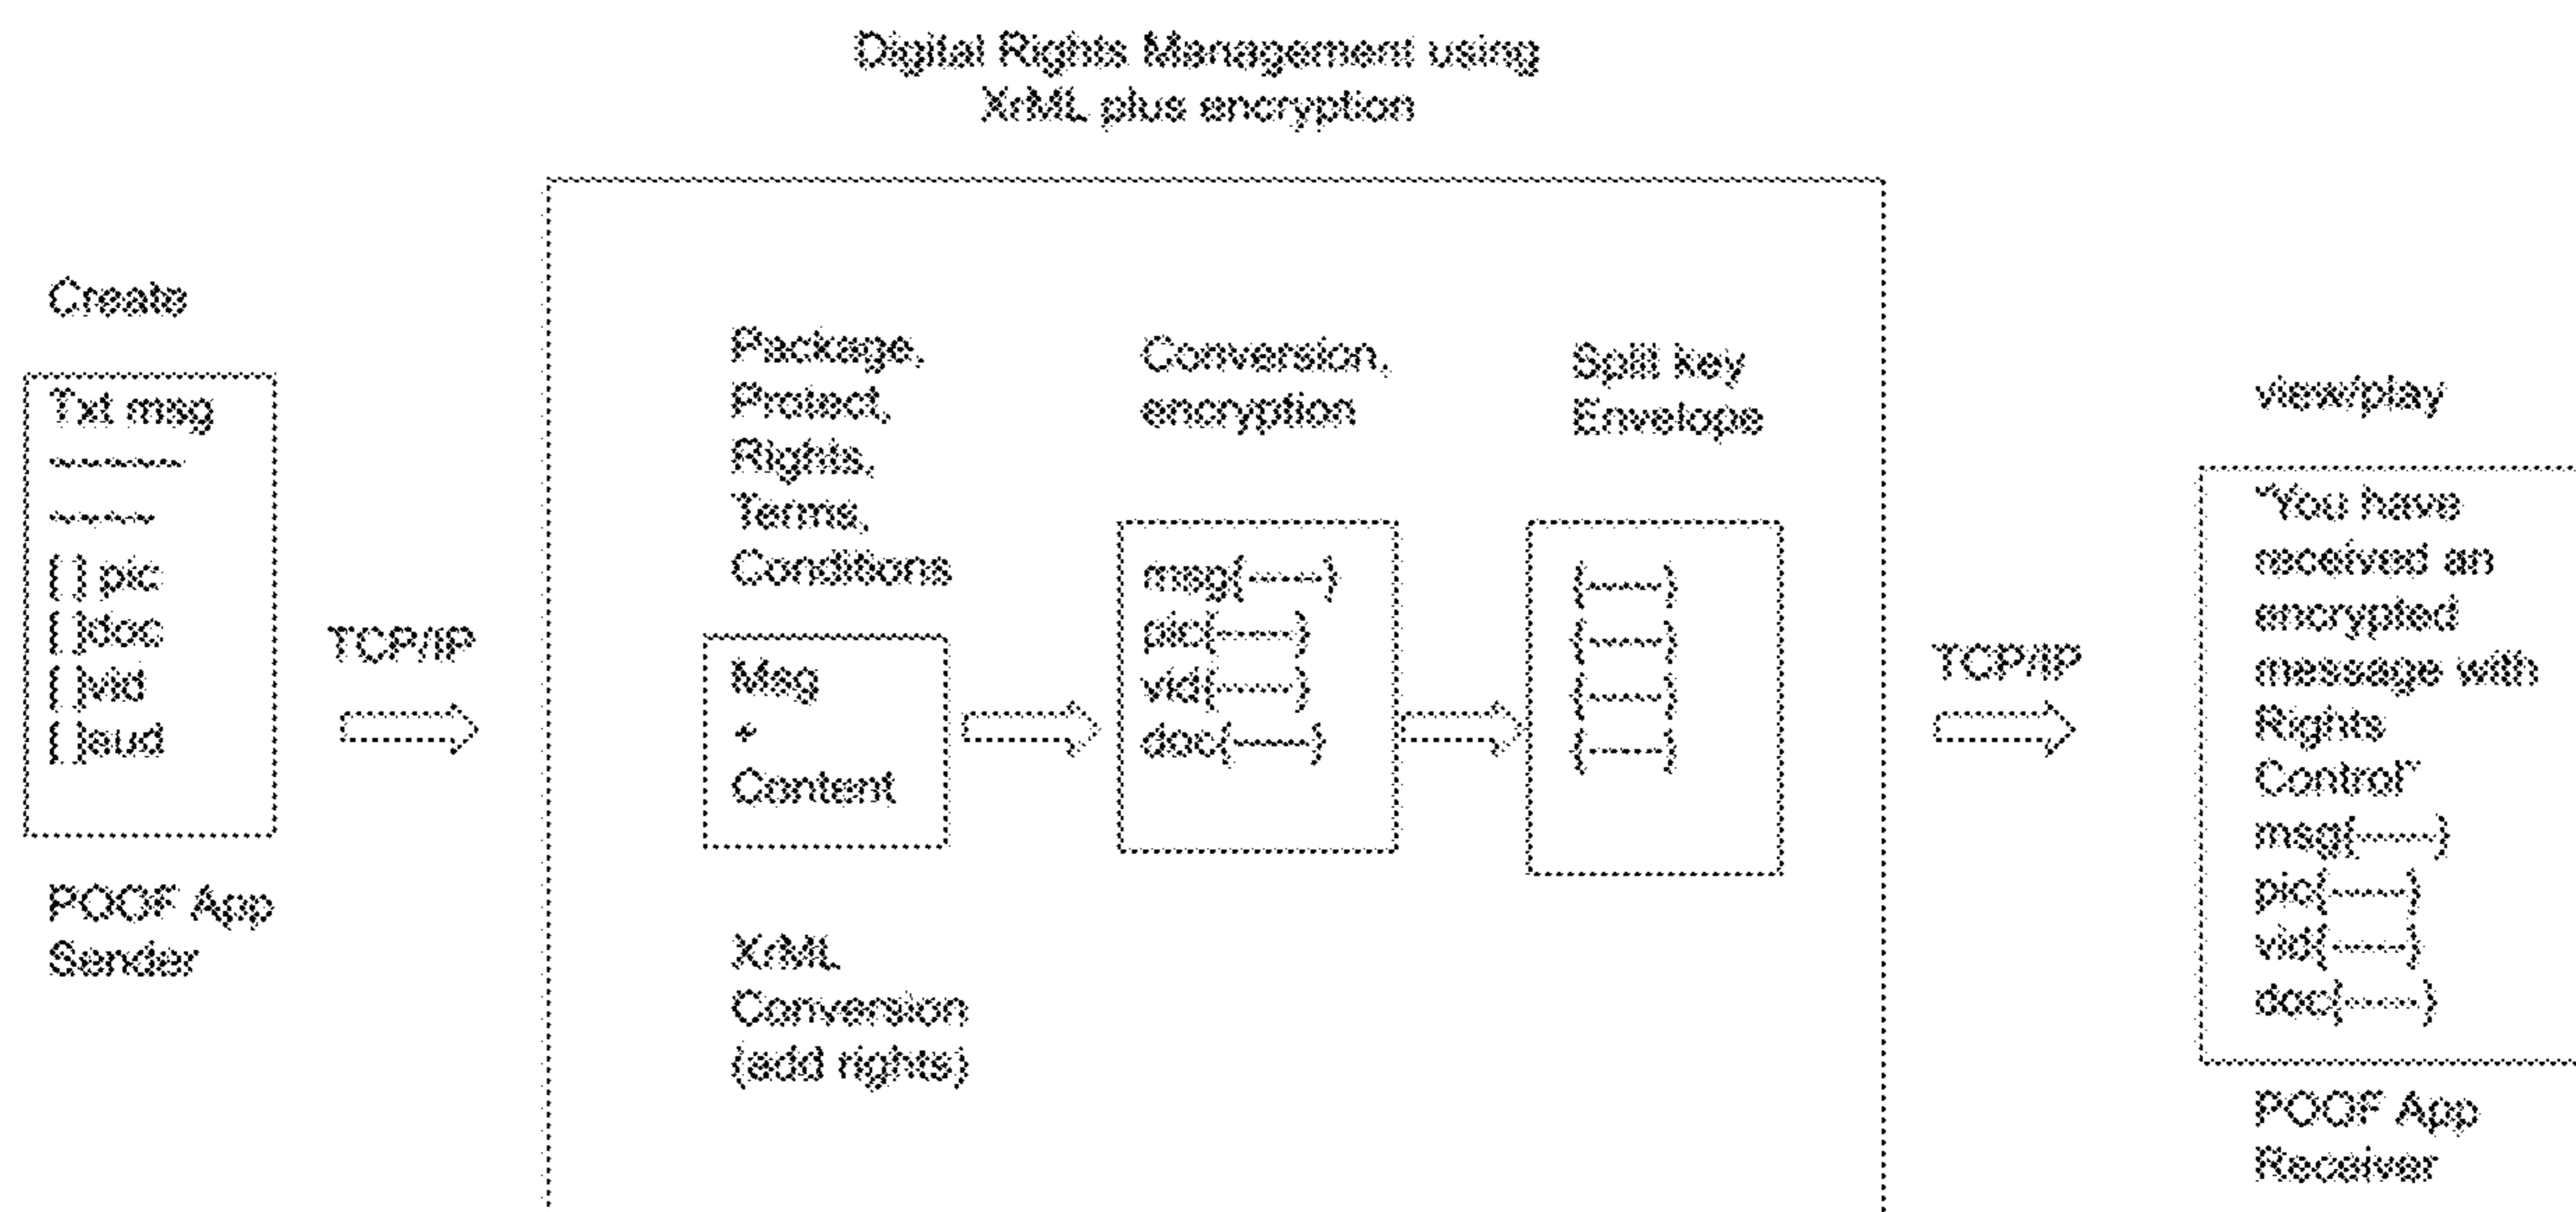 Digital Rights Management using
XrML plus encryption
Create
Txt msg
--------
------
[ ] pic
[ ]doc
[ ]vid
[ ]aud
POOF App
Sender
TCP/IP
Package,
Protect,
Rights,
Terms,
Conditions
Msg
+
Content
XrML
Conversion
(add rights)
Conversion,
encryption
msg{-----}
pic{-----}
vid{-----}
doc{-----}
Split key
Envelope
{-----}
{-----}
{-----}
{-----}
TCP/IP
view/play
"You have
received an
encrypted
message with
Rights
Control"
msg{-----}
pic{-----}
vid{-----}
doc{-----}
POOF App
Receiver